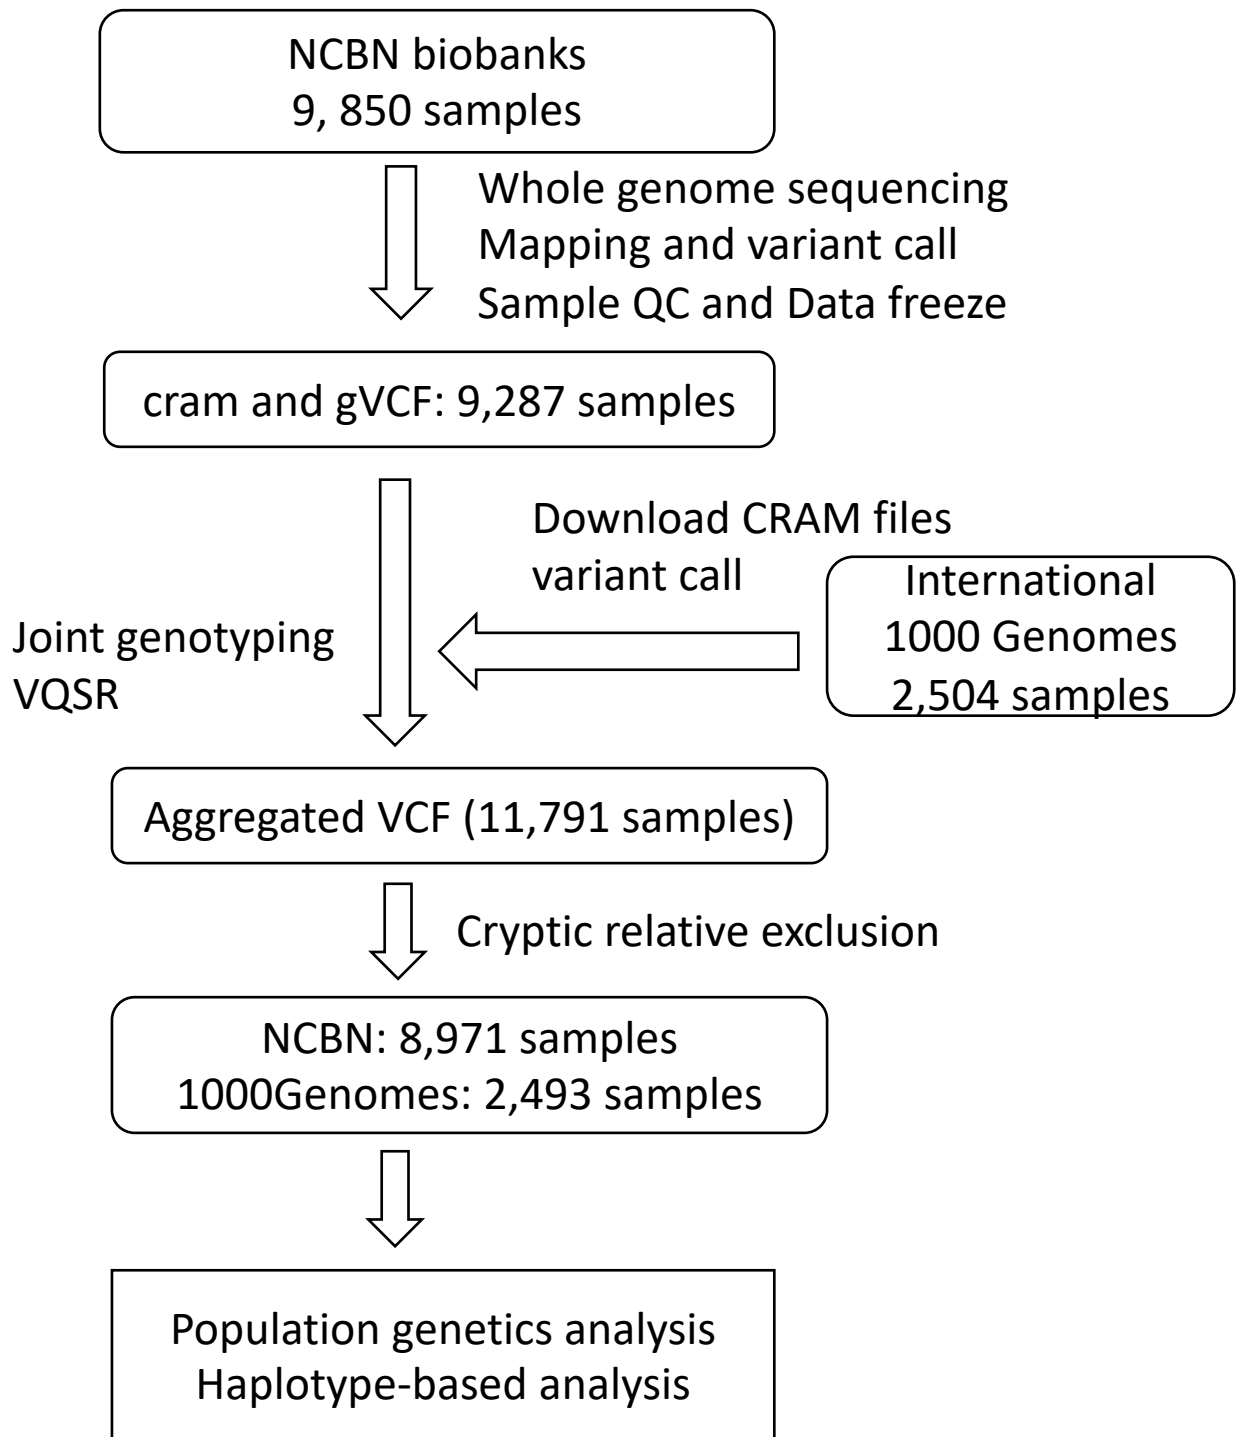 NCBN biobanks
9, 850 samples
Whole genome sequencing
Mapping and variant call
Sample QC and Data freeze
cram and gVCF: 9,287 samples
Download CRAM files
variant call
International
1000 Genomes
2,504 samples
Joint genotyping
VQSR
Aggregated VCF (11,791 samples)
Cryptic relative exclusion
NCBN: 8,971 samples
1000Genomes: 2,493 samples
Population genetics analysis
Haplotype-based analysis